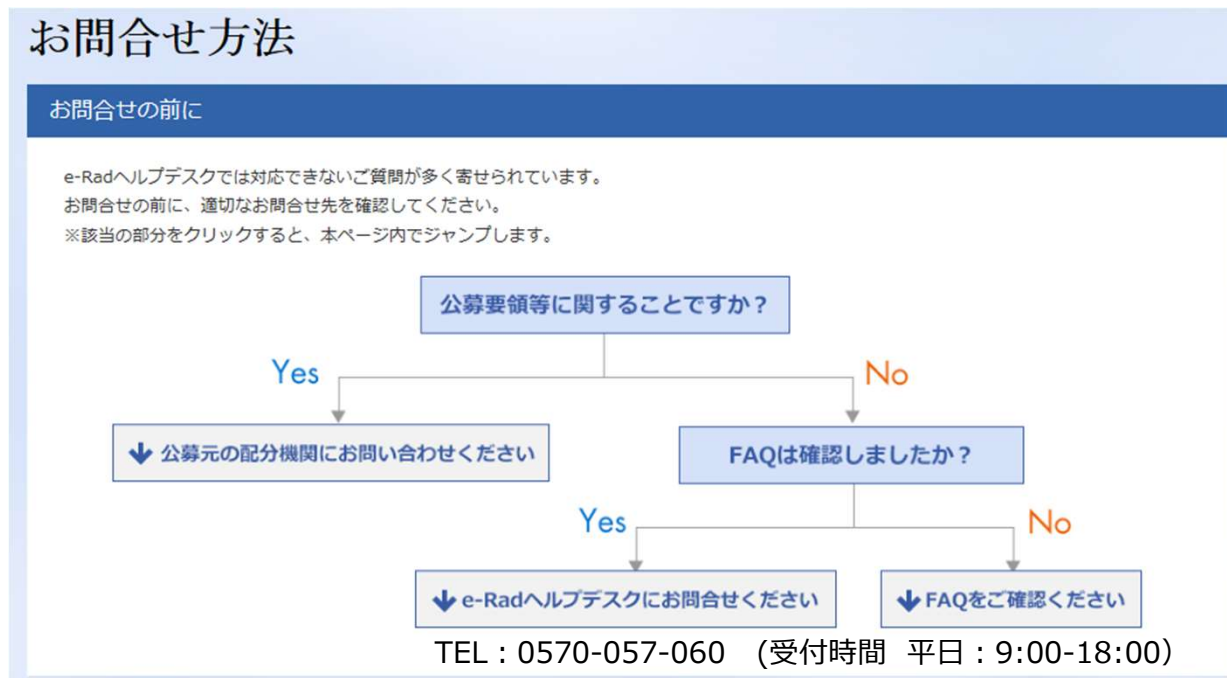 お問合せ方法
お問合せの前に
e-Radヘルプデスクでは対応できないご質問が多く寄せられています。
お問合せの前に、適切なお問合せ先を確認してください。
※該当の部分をクリックすると、本ページ内でジャンプします。
公募要領等に関することですか？
Yes
No
公募元の配分機関にお問い合わせください
FAQは確認しましたか？
Yes
No
e-Radヘルプデスクにお問合せください
FAQをご確認ください
TEL：0570-057-060 (受付時間 平日：9:00-18:00）